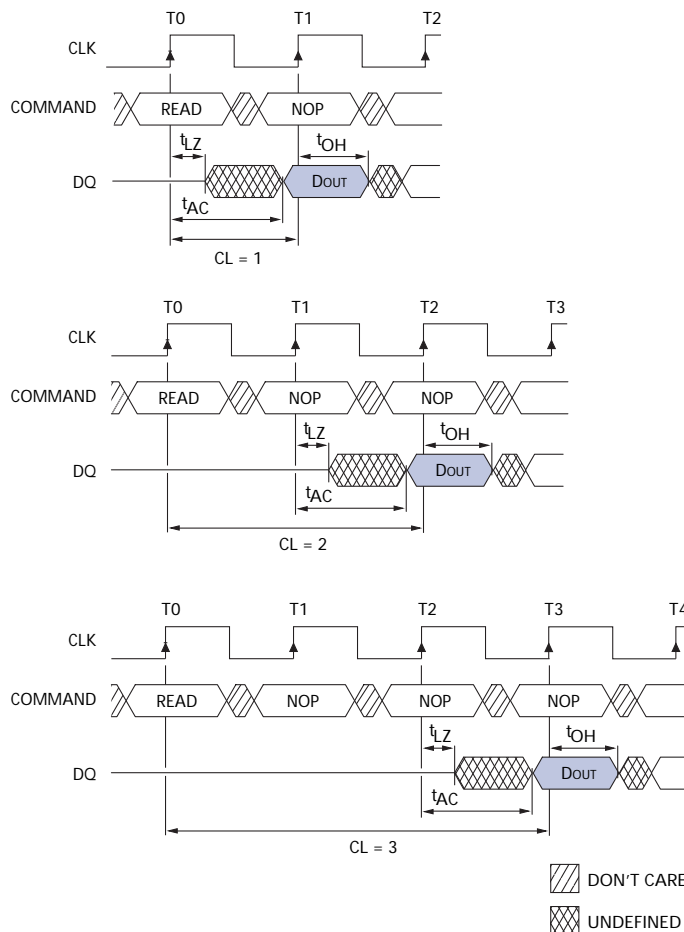 T0 T1 T2
CLK
COMMAND READ NOP
tLZ tOH
DQ DOUT
tAC
CL = 1
T0 T1 T2 T3
CLK
COMMAND READ NOP NOP
tLZ tOH
DQ DOUT
tAC
CL = 2
T0 T1 T2 T3 T4
CLK
COMMAND READ NOP NOP NOP
tLZ tOH
DQ DOUT
tAC
CL = 3
DON'T CARE
UNDEFINED